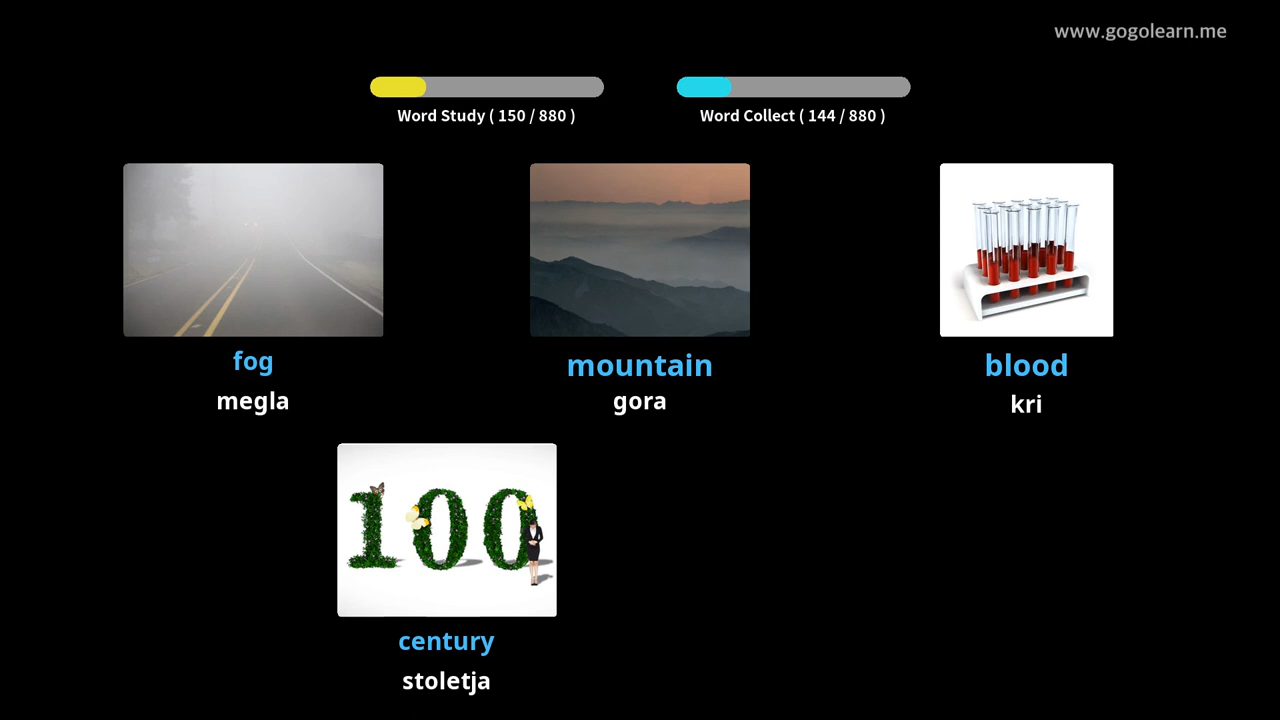 www.gogolearn.me
Word Study ( 150 / 880 )
Word Collect ( 144 / 880 )
fog
megla
mountain
gora
blood
kri
100
century
stoletja